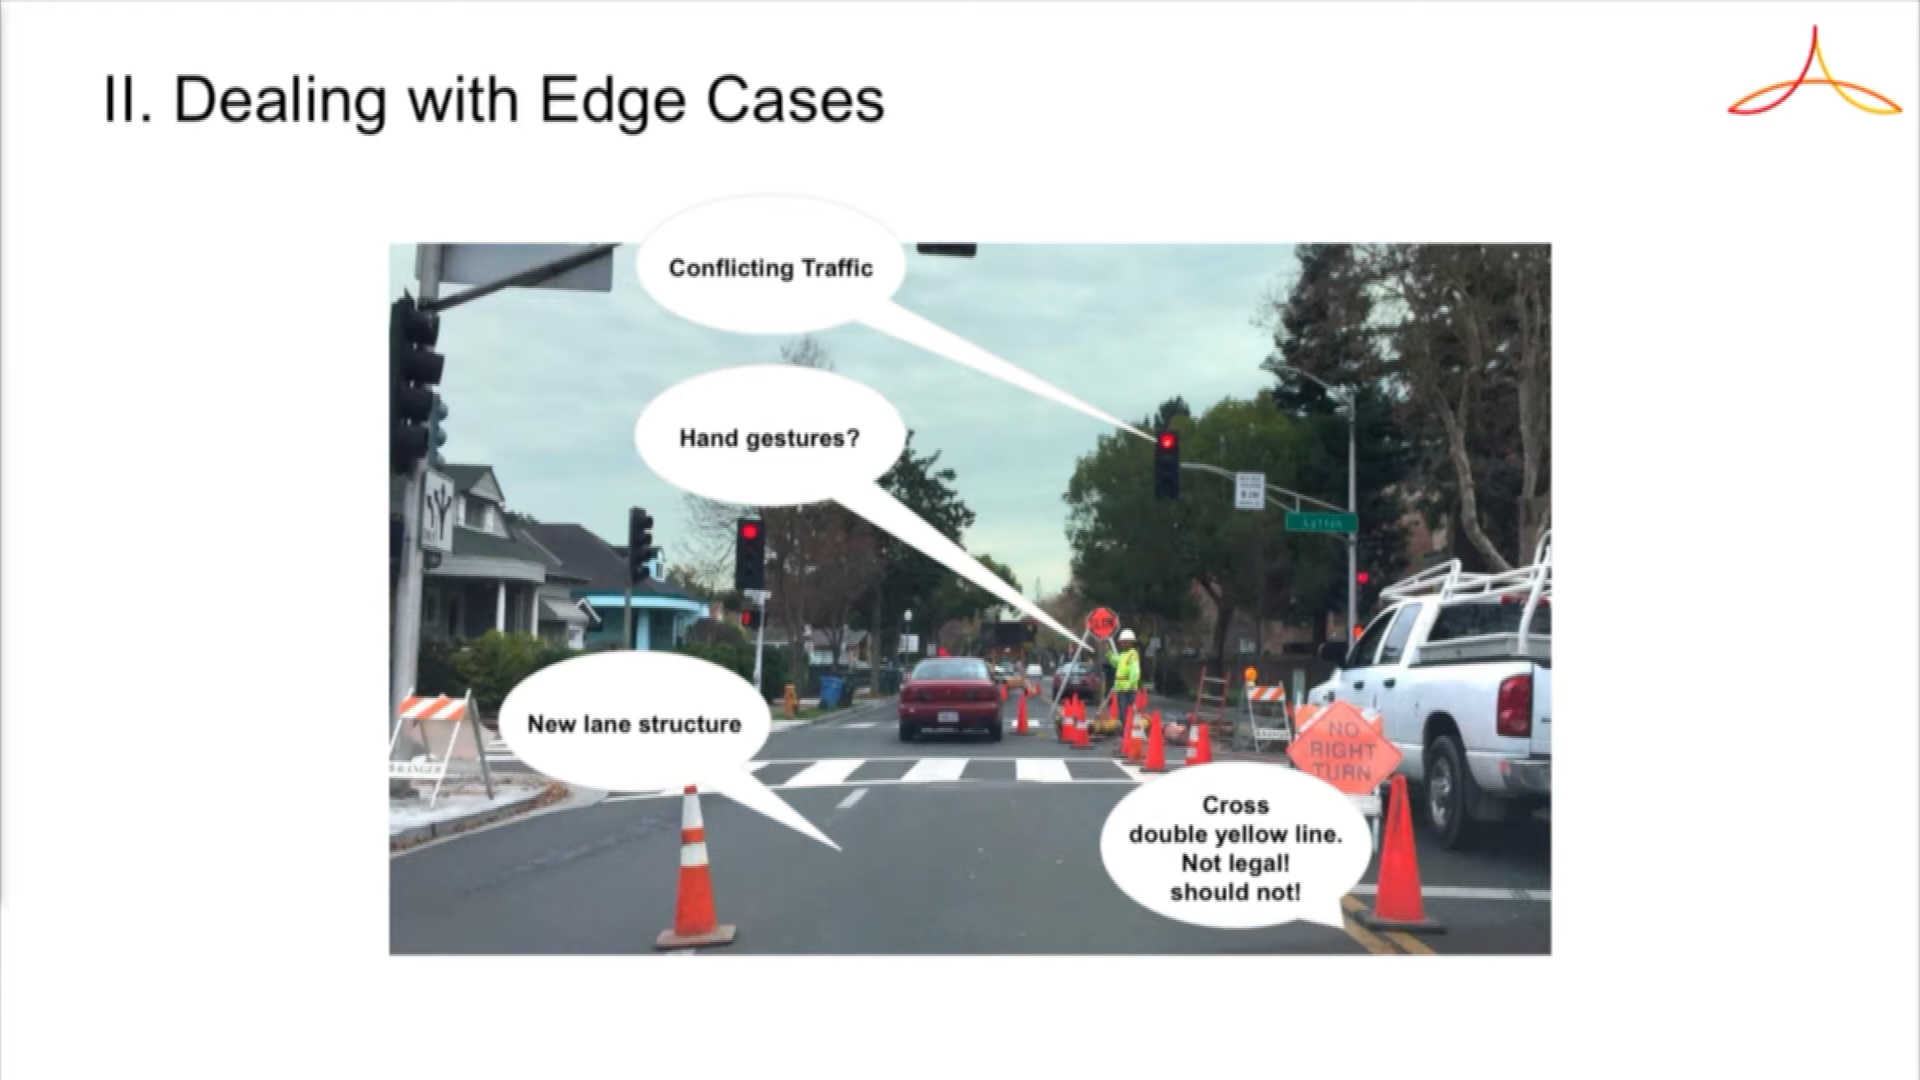 II. Dealing with Edge Cases
Conflicting Traffic
Hand gestures?
SLOW
New lane structure
NO
RIGHT
TURN
Cross
double yellow line.
Not legal!
should not!